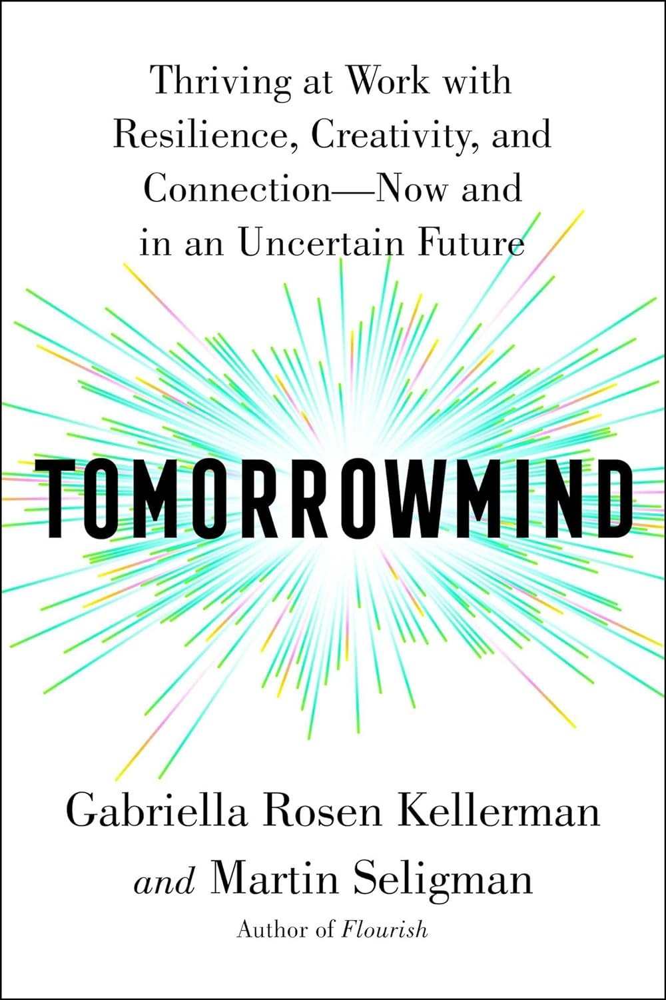 Thriving at Work with
Resilience, Creativity, and
Connection—Now and
in an Uncertain Future
TOMORROWMIND
Gabriella Rosen Kellerman
and Martin Seligman
Author of Flourish